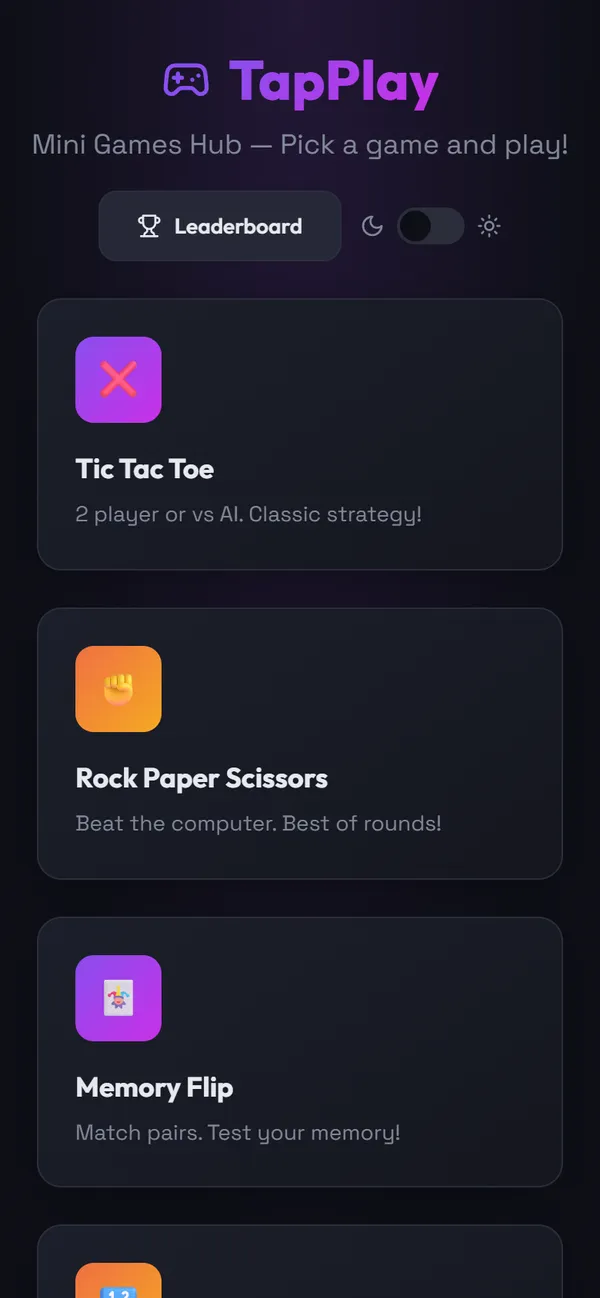 TapPlay
Mini Games Hub — Pick a game and play!
Leaderboard
Tic Tac Toe
2 player or vs AI. Classic strategy!
Rock Paper Scissors
Beat the computer. Best of rounds!
Memory Flip
Match pairs. Test your memory!